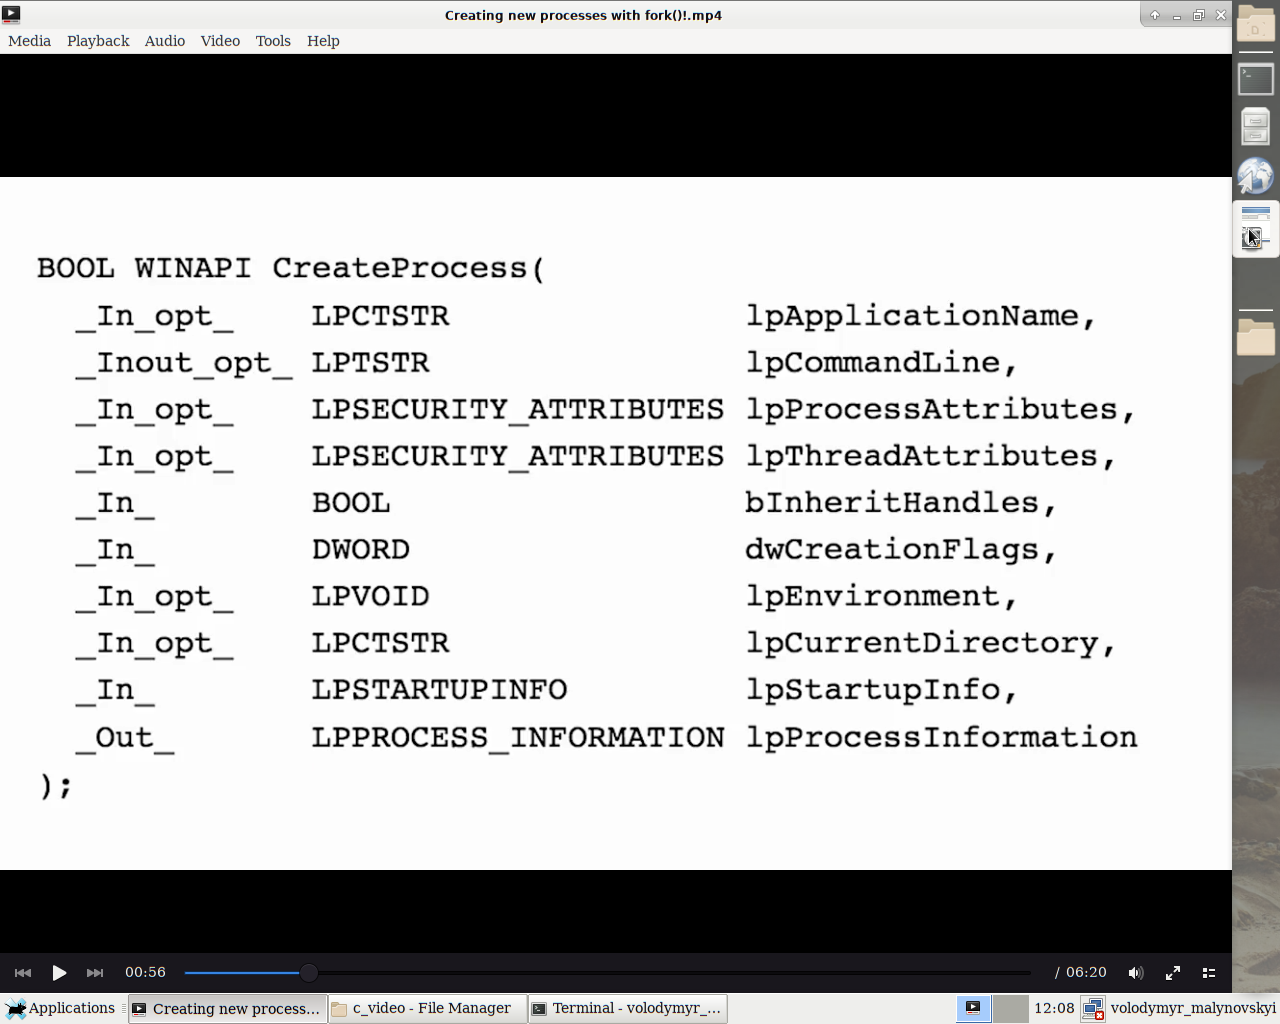 Creating new processes with fork()!.mp4
Media Playback Audio Video Tools Help
BOOL WINAPI CreateProcess(
_In_opt_ LPCTSTR lpApplicationName,
_Inout_opt_ LPTSTR lpCommandLine,
_In_opt_ LPSECURITY_ATTRIBUTES lpProcessAttributes,
_In_opt_ LPSECURITY_ATTRIBUTES lpThreadAttributes,
_In_ BOOL bInheritHandles,
_In_ DWORD dwCreationFlags,
_In_opt_ LPVOID lpEnvironment,
_In_opt_ LPCTSTR lpCurrentDirectory,
_In_ LPSTARTUPINFO lpStartupInfo,
_Out_ LPPROCESS_INFORMATION lpProcessInformation
);
00:56 / 06:20
Applications Creating new process... c_video - File Manager Terminal - volodymyr_... 12:08 volodymyr_malynovskyi